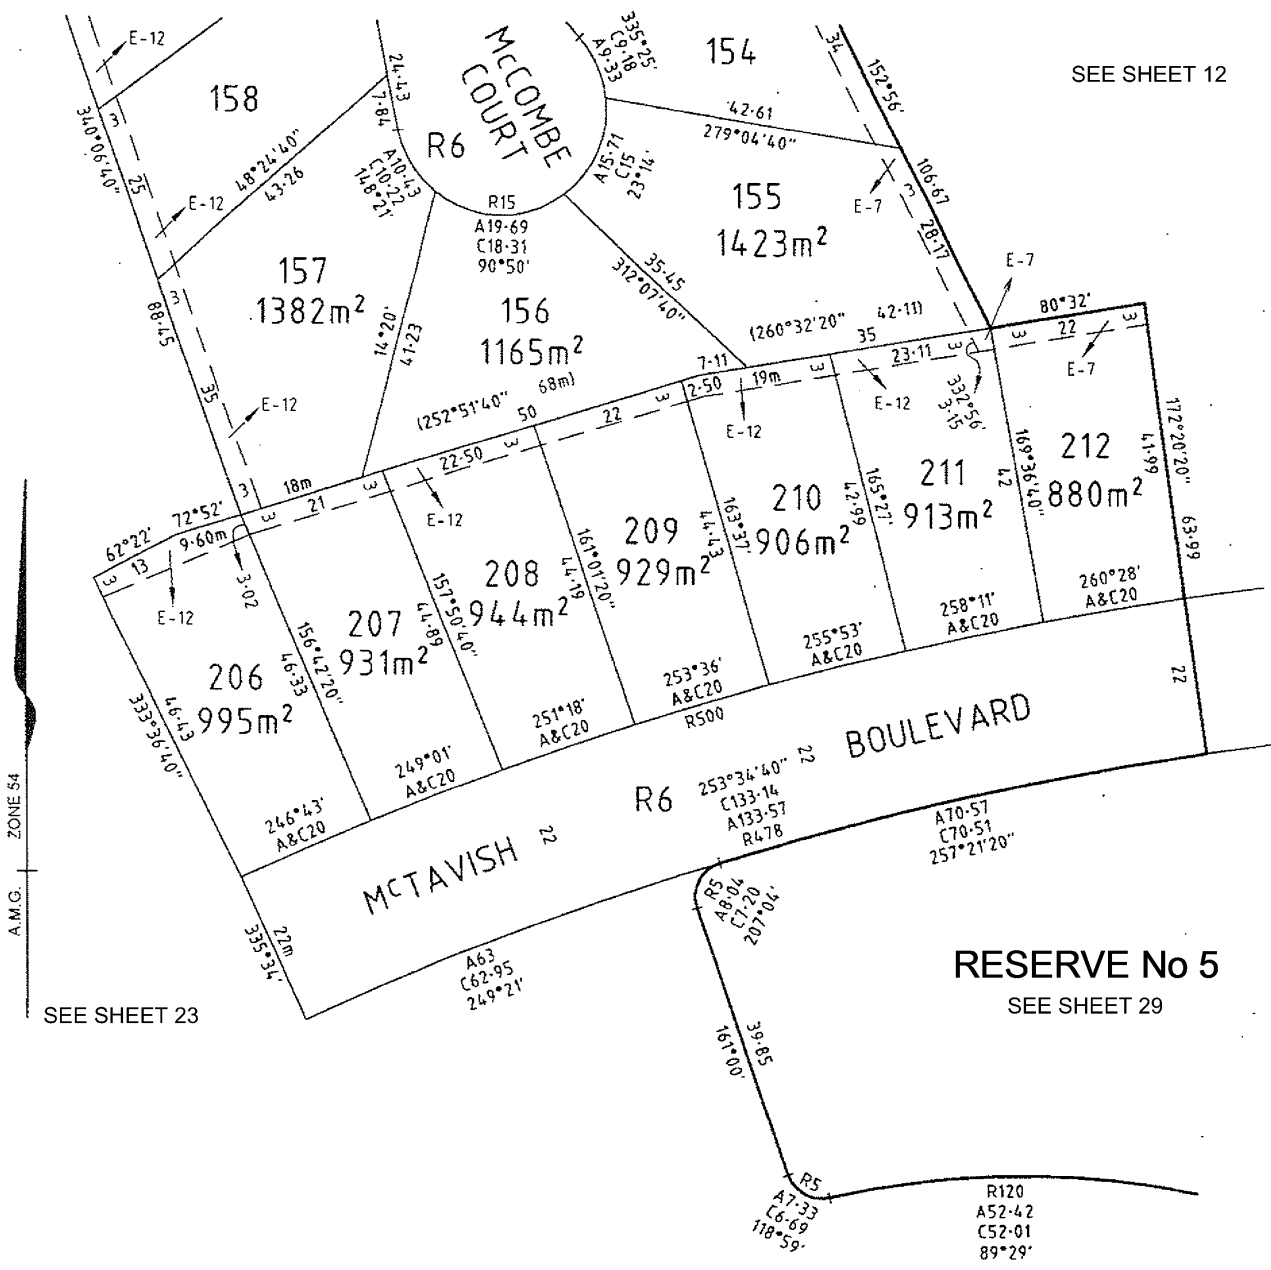 E-12
158
340°06'40"
3
25
E-12
48°24'40"
43·26
24·43
7·84
R6
McCOMBE
COURT
335°25'
C9·18
A9·33
154
34
152°56'
SEE SHEET 12
42·61
279°04'40"
A10·43
C10·22
148°21'
R15
A19·69
C18·31
90°50'
A15·71
C15
23°14'
155
1423m²
E-7
3
106·67
28·17
E-7
3
88·45
157
1382m²
14°20'
41·23
156
1165m²
35·45
312°07'40"
(260°32'20"
42·11)
35
80°32'
35
E-12
(252°51'40"
68m)
50
7·11
2·50
19m
3
23·11
3
3
22
3
E-7
E-12
E-12
332°56'
3·15
22
3
3
22·50
3
E-12
18m
21
3
3
62°22'
72°52'
9·60m
3
13
E-12
3·02
206
995m²
333°36'40"
46·43
156°42'20"
46·33
207
931m²
157°50'40"
44·89
208
944m²
161°01'20"
44·19
209
929m²
163°37'
44·43
210
906m²
165°27'
42·99
211
913m²
169°36'40"
42
212
880m²
172°20'20"
41·99
63·99
246°43'
A&C20
249°01'
A&C20
251°18'
A&C20
253°36'
A&C20
R500
255°53'
A&C20
258°11'
A&C20
260°28'
A&C20
22
McTAVISH
22
R6
253°34'40"
C133·14
A133·57
R478
22
BOULEVARD
A70·57
C70·51
257°21'20"
ZONE 54
A.M.G.
22m
335°34'
A63
C62·95
249°21'
R5
A8·04
C7·20
207°04'
SEE SHEET 23
RESERVE No 5
SEE SHEET 29
39·85
161°00'
R5
A7·33
C6·69
118°59'
R120
A52·42
C52·01
89°29'